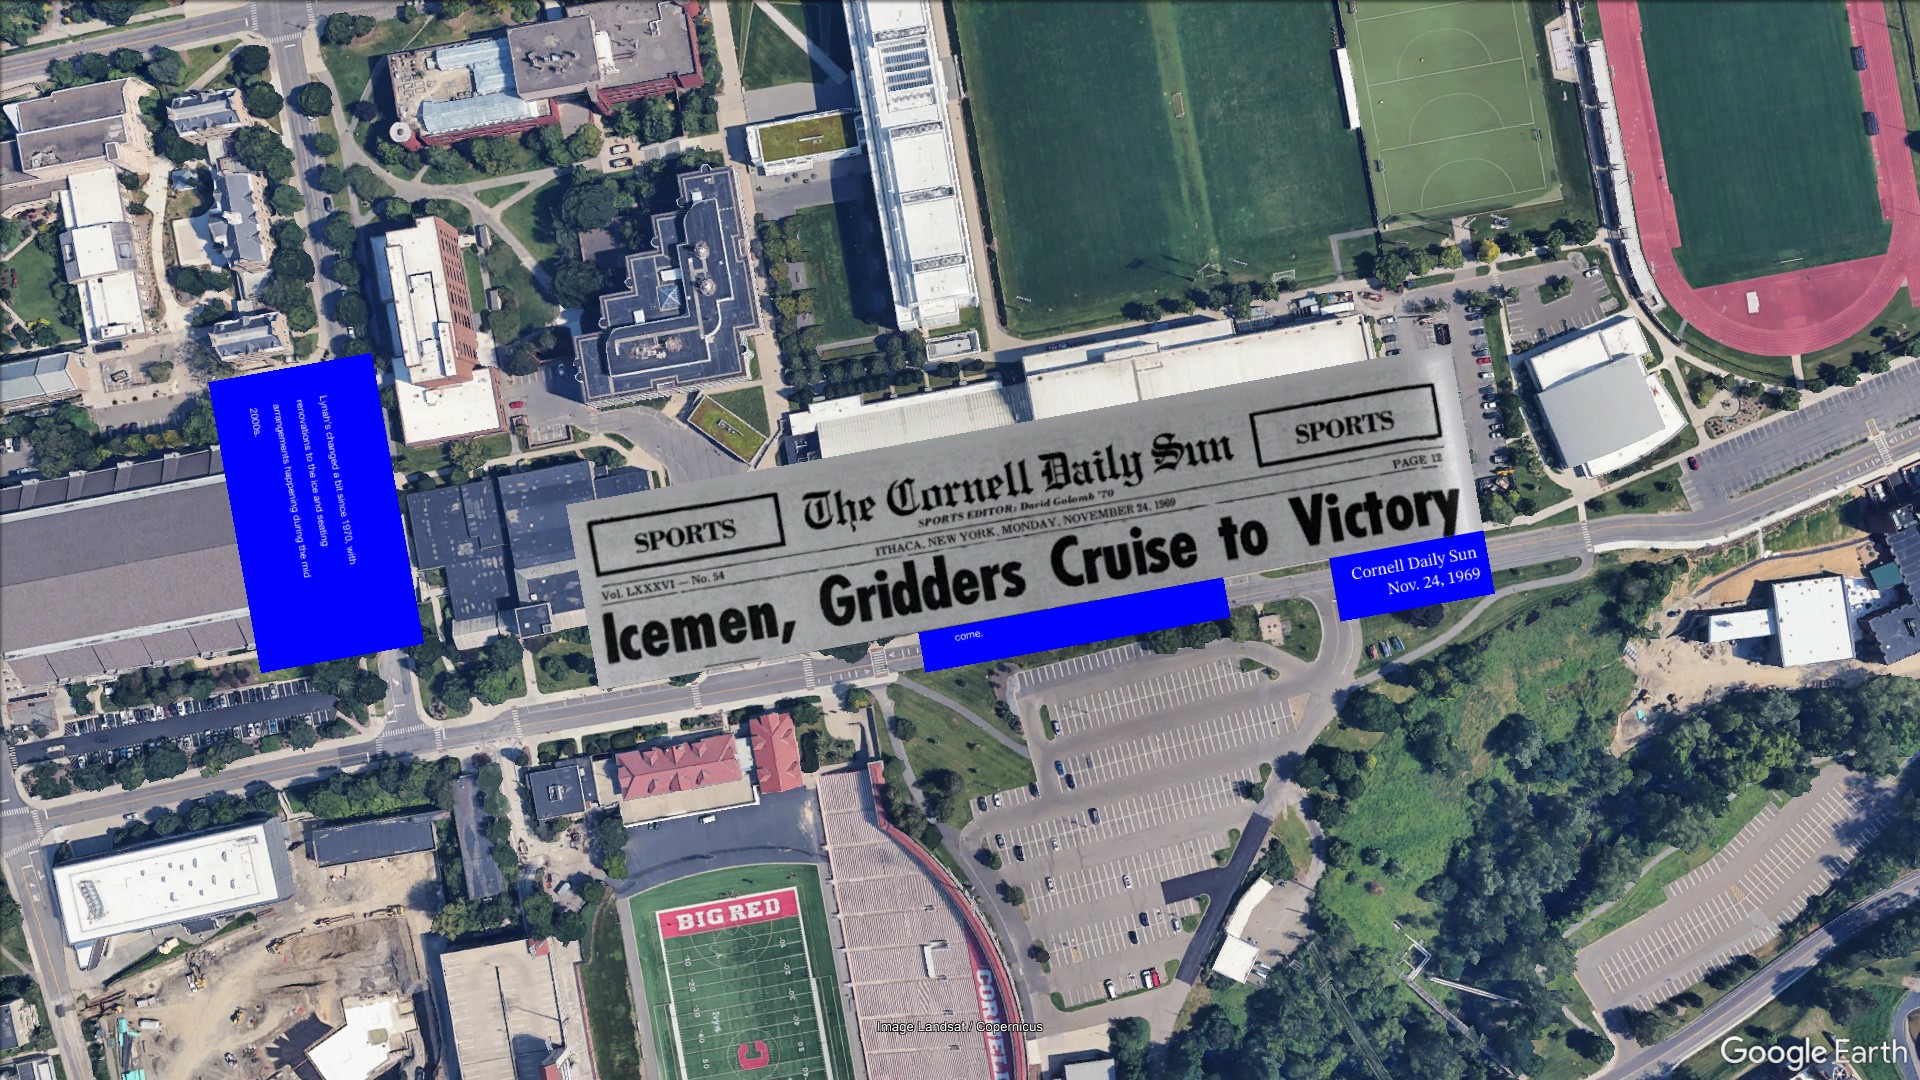 Lynah's changed a bit since 1970, with
renovations to the ice and seating
arrangements happening during the mid
2000s.
SPORTS
The Cornell Daily Sun
SPORTS
SPORTS EDITOR: David Golomb '70
Vol. LXXXVI — No. 54
ITHACA, NEW YORK, MONDAY, NOVEMBER 24, 1969
PAGE 12
Icemen, Gridders Cruise to Victory
come.
Cornell Daily Sun
Nov. 24, 1969
BIG RED
C
CORNELL
Image Landsat / Copernicus
Google Earth